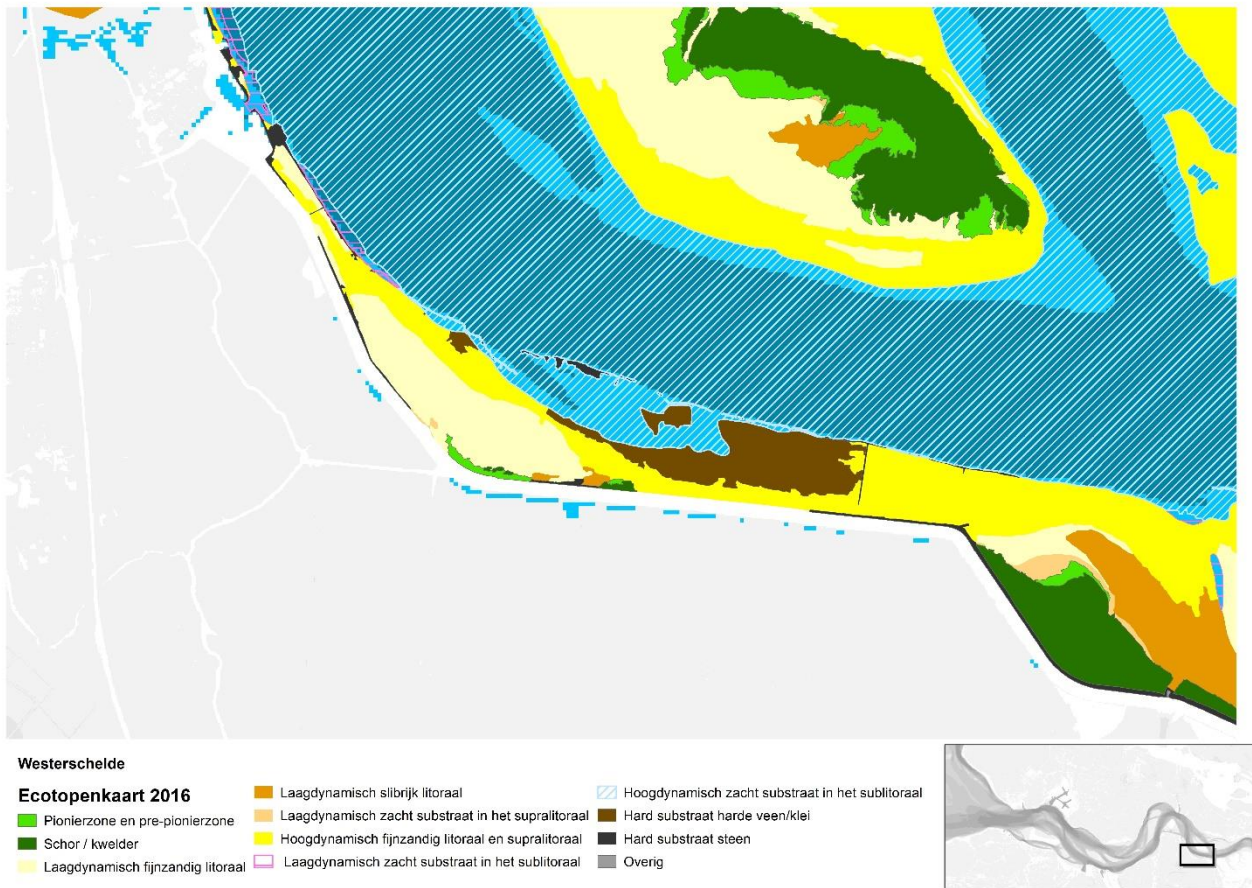 Westerschelde
Ecotopenkaart 2016
Pionierzone en pre-pionierzone
Schor / kwelder
Laagdynamisch fijnzandig litoraal
Laagdynamisch slibrijk litoraal
Laagdynamisch zacht substraat in het supralitoraal
Hoogdynamisch fijnzandig litoraal en supralitoraal
Laagdynamisch zacht substraat in het sublitoraal
Hoogdynamisch zacht substraat in het sublitoraal
Hard substraat harde veen/klei
Hard substraat steen
Overig